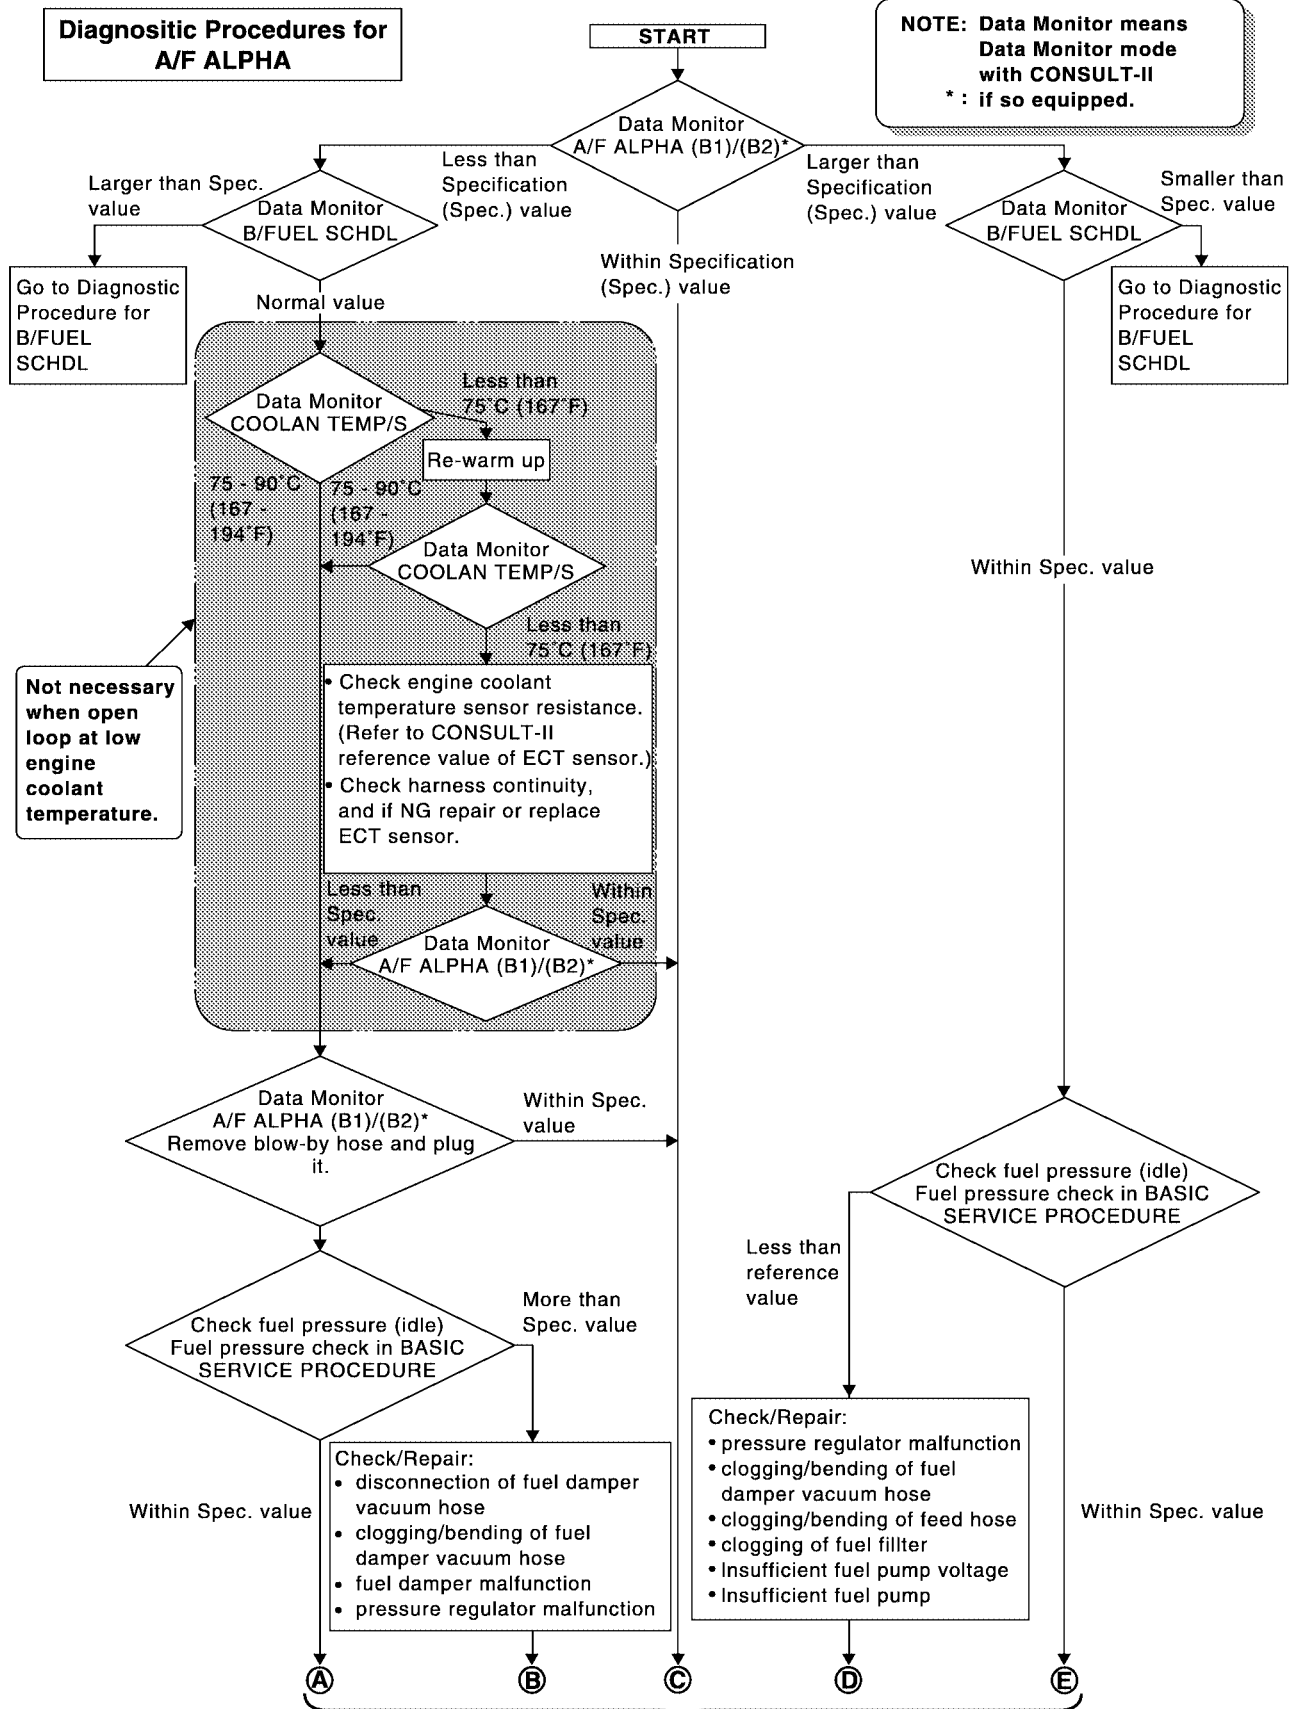 Diagnositic Procedures for
A/F ALPHA
START
NOTE: Data Monitor means
Data Monitor mode
with CONSULT-II
* : if so equipped.
Data Monitor
A/F ALPHA (B1)/(B2)*
Less than
Specification
(Spec.) value
Larger than
Specification
(Spec.) value
Within Specification
(Spec.) value
Larger than Spec.
value
Data Monitor
B/FUEL SCHDL
Smaller than
Spec. value
Data Monitor
B/FUEL SCHDL
Go to Diagnostic
Procedure for
B/FUEL
SCHDL
Normal value
Go to Diagnostic
Procedure for
B/FUEL
SCHDL
Data Monitor
COOLAN TEMP/S
Less than
75˚C (167˚F)
Re-warm up
75 - 90˚C
(167 -
194˚F)
75 - 90˚C
(167 -
194˚F)
Data Monitor
COOLAN TEMP/S
Within Spec. value
Less than
75˚C (167˚F)
Not necessary
when open
loop at low
engine
coolant
temperature.
• Check engine coolant
temperature sensor resistance.
(Refer to CONSULT-II
reference value of ECT sensor.)
• Check harness continuity,
and if NG repair or replace
ECT sensor.
Less than
Spec.
value
Within
Spec.
value
Data Monitor
A/F ALPHA (B1)/(B2)*
Data Monitor
A/F ALPHA (B1)/(B2)*
Remove blow-by hose and plug
it.
Within Spec.
value
Check fuel pressure (idle)
Fuel pressure check in BASIC
SERVICE PROCEDURE
Less than
reference
value
Check fuel pressure (idle)
Fuel pressure check in BASIC
SERVICE PROCEDURE
More than
Spec. value
Within Spec. value
Check/Repair:
• disconnection of fuel damper
vacuum hose
• clogging/bending of fuel
damper vacuum hose
• fuel damper malfunction
• pressure regulator malfunction
Check/Repair:
• pressure regulator malfunction
• clogging/bending of fuel
damper vacuum hose
• clogging/bending of feed hose
• clogging of fuel fillter
• Insufficient fuel pump voltage
• Insufficient fuel pump
Within Spec. value
A
B
C
D
E